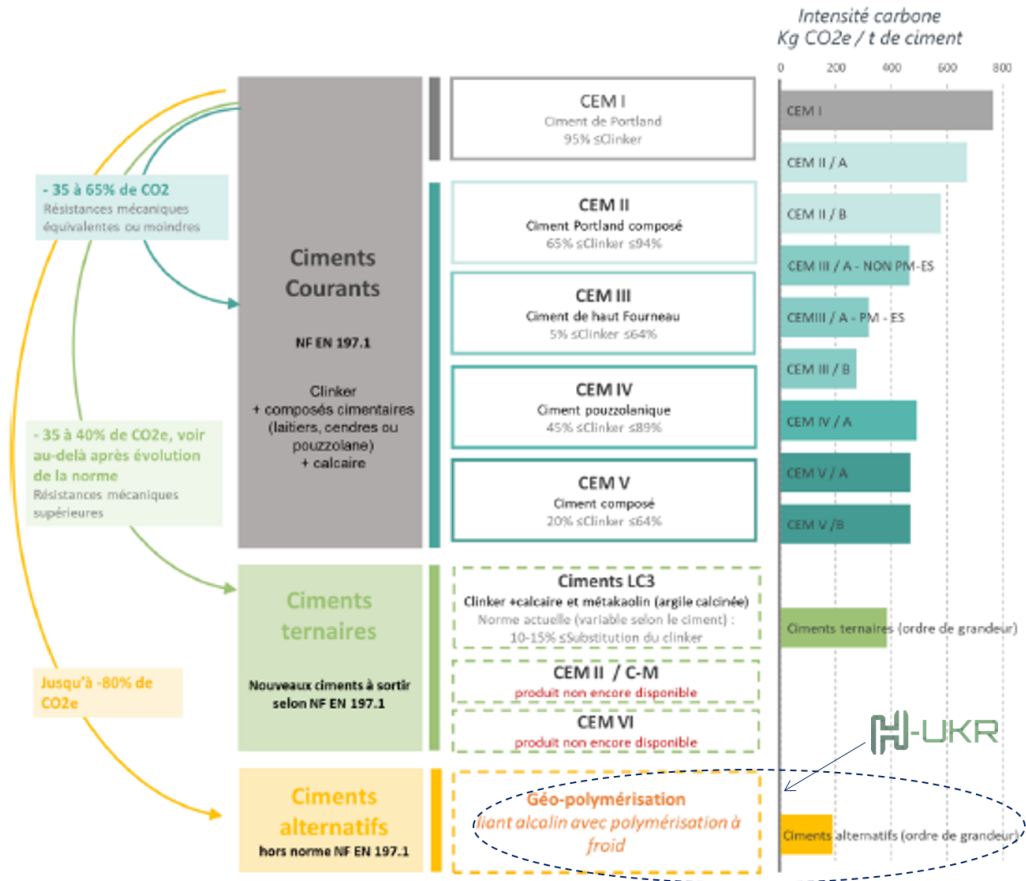 Intensité carbone
Kg CO2e / t de ciment
0 200 400 600 800
CEM I
Ciment de Portland
95% ≤Clinker
CEM I
CEM II / A
- 35 à 65% de CO2
Résistances mécaniques
équivalentes ou moindres
CEM II
Ciment Portland composé
65% ≤Clinker ≤94%
CEM II / B
Ciments
Courants
NF EN 197.1
Clinker
+ composés cimentaires
(laitiers, cendres ou
pouzzolane)
+ calcaire
CEM III / A - NON PM-ES
CEM III
Ciment de haut Fourneau
5% ≤Clinker ≤64%
CEMIII / A - PM - ES
CEM III / B
CEM IV
Ciment pouzzolanique
45% ≤Clinker ≤89%
CEM IV / A
- 35 à 40% de CO2e, voir
au-delà après évolution
de la norme
Résistances mécaniques
supérieures
CEM V
Ciment composé
20% ≤Clinker ≤64%
CEM V / A
CEM V /B
Ciments
ternaires
Nouveaux ciments à sortir
selon NF EN 197.1
Ciments LC3
Clinker +calcaire et métakaolin (argile calcinée)
Norme actuelle (variable selon le ciment) :
10-15% ≤Substitution du clinker
Ciments ternaires (ordre de grandeur)
CEM II / C-M
produit non encore disponible
CEM VI
produit non encore disponible
Jusqu'à -80% de
CO2e
H-UKR
Ciments
alternatifs
hors norme NF EN 197.1
Géo-polymérisation
liant alcalin avec polymérisation à
froid
Ciments alternatifs (ordre de grandeur)